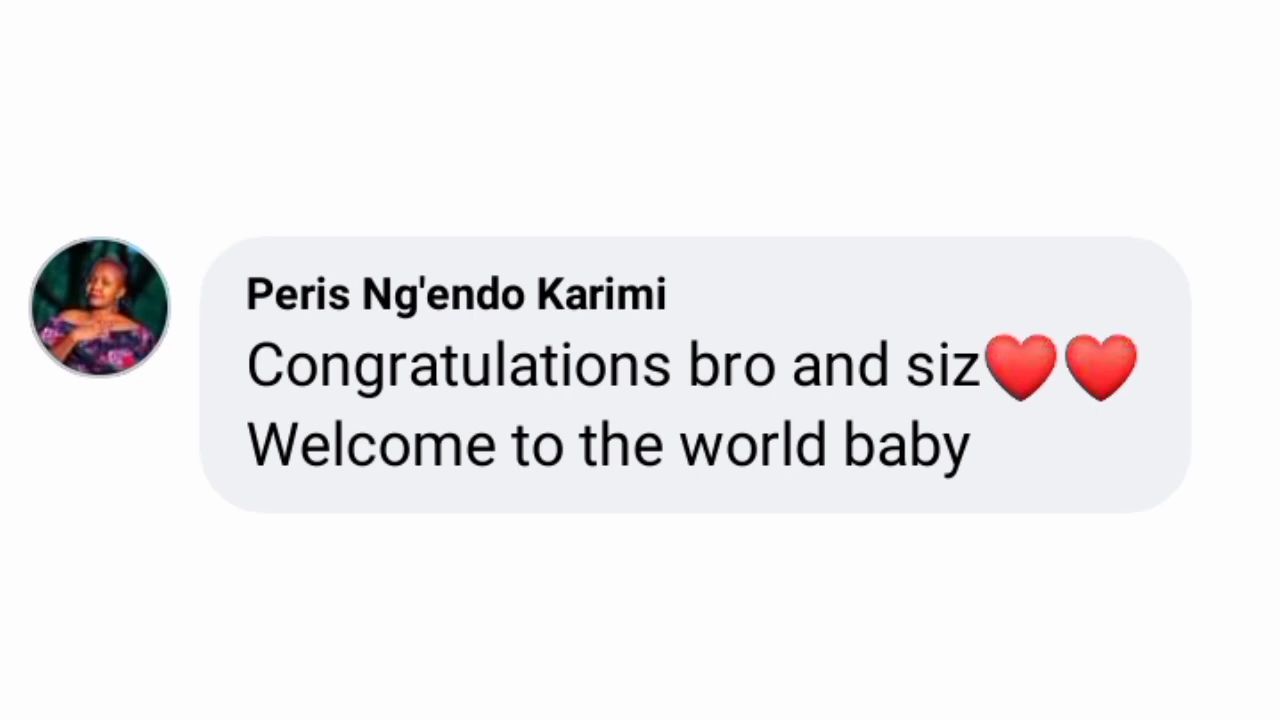 Peris Ng'endo Karimi
Congratulations bro and siz❤️❤️
Welcome to the world baby